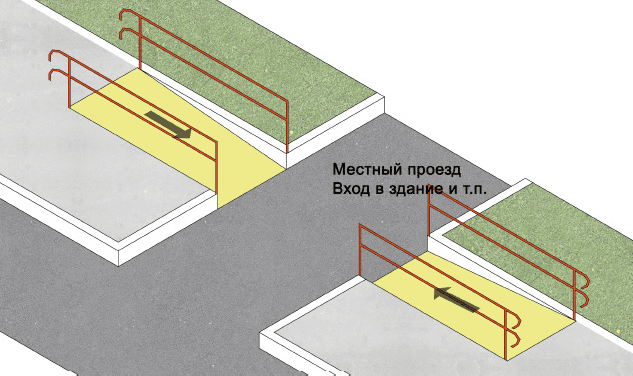 Местный проезд
Вход в здание и т.п.